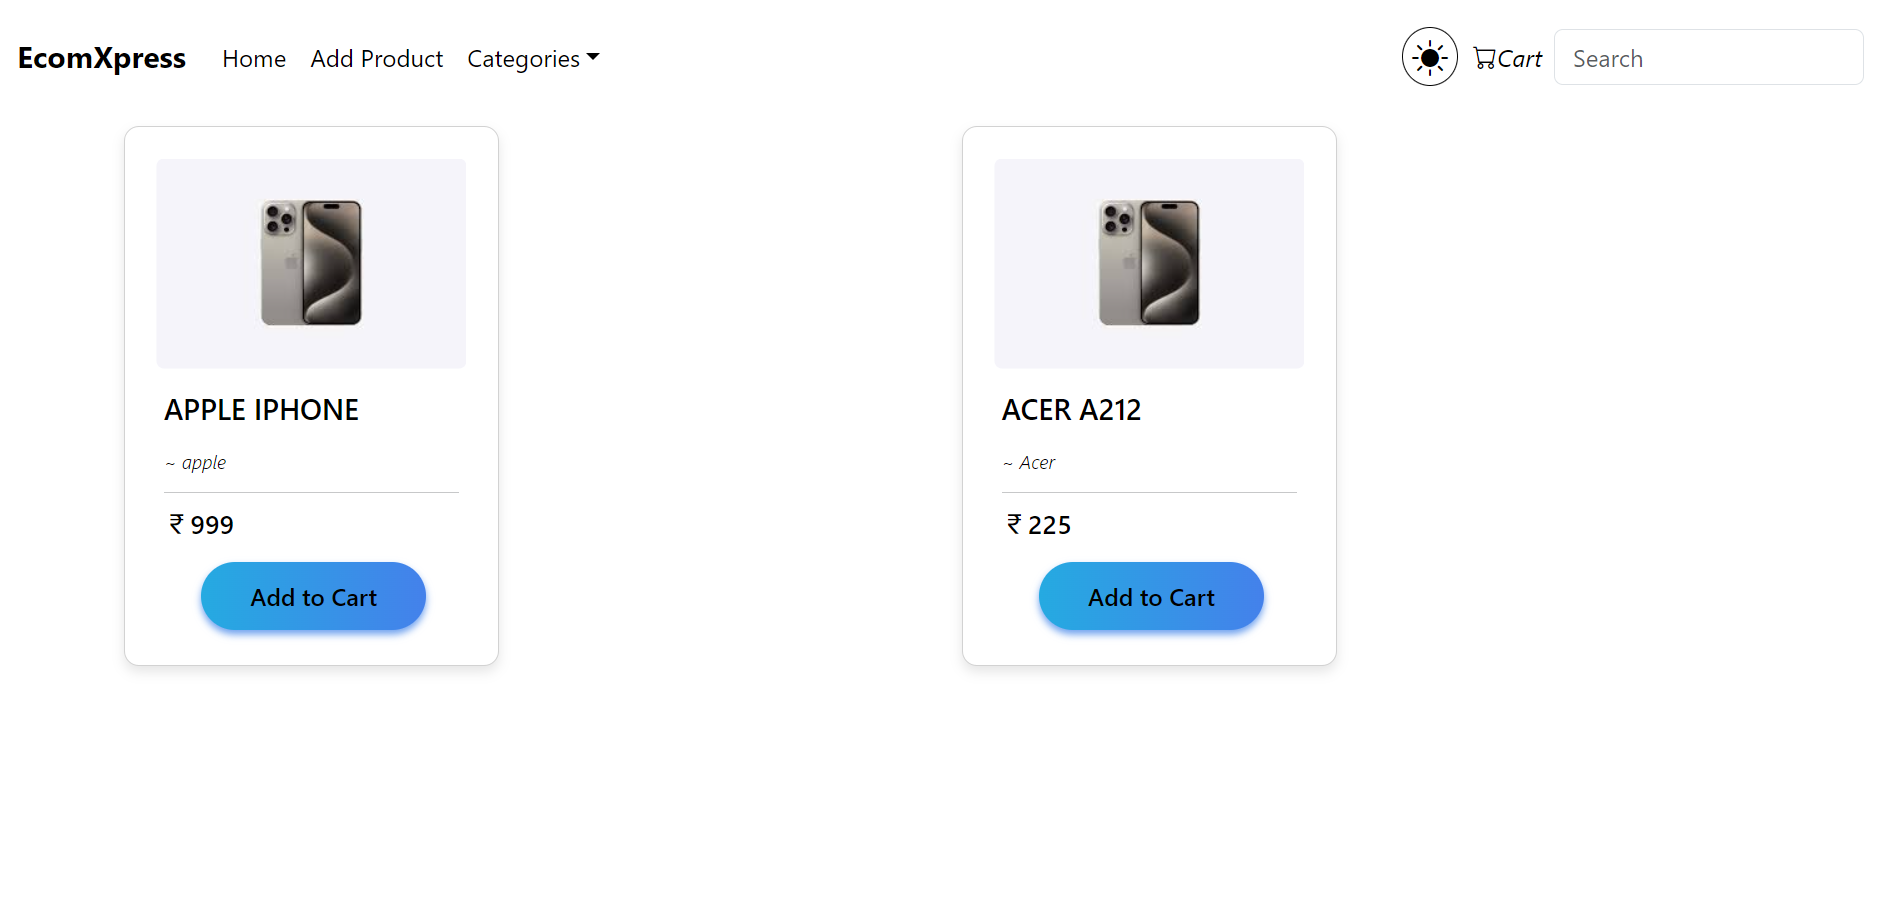 EcomXpress Home Add Product Categories Cart Search
APPLE IPHONE
~ apple
₹ 999
Add to Cart
ACER A212
~ Acer
₹ 225
Add to Cart